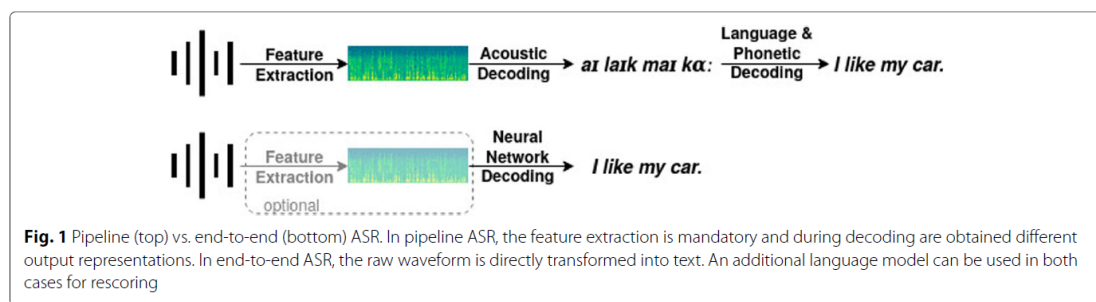 Feature
Extraction
Acoustic
Decoding
aɪ laɪk maɪ kɑ:
Language &
Phonetic
Decoding
I like my car.
Feature
Extraction
optional
Neural
Network
Decoding
I like my car.
Fig. 1 Pipeline (top) vs. end-to-end (bottom) ASR. In pipeline ASR, the feature extraction is mandatory and during decoding are obtained different
output representations. In end-to-end ASR, the raw waveform is directly transformed into text. An additional language model can be used in both
cases for rescoring